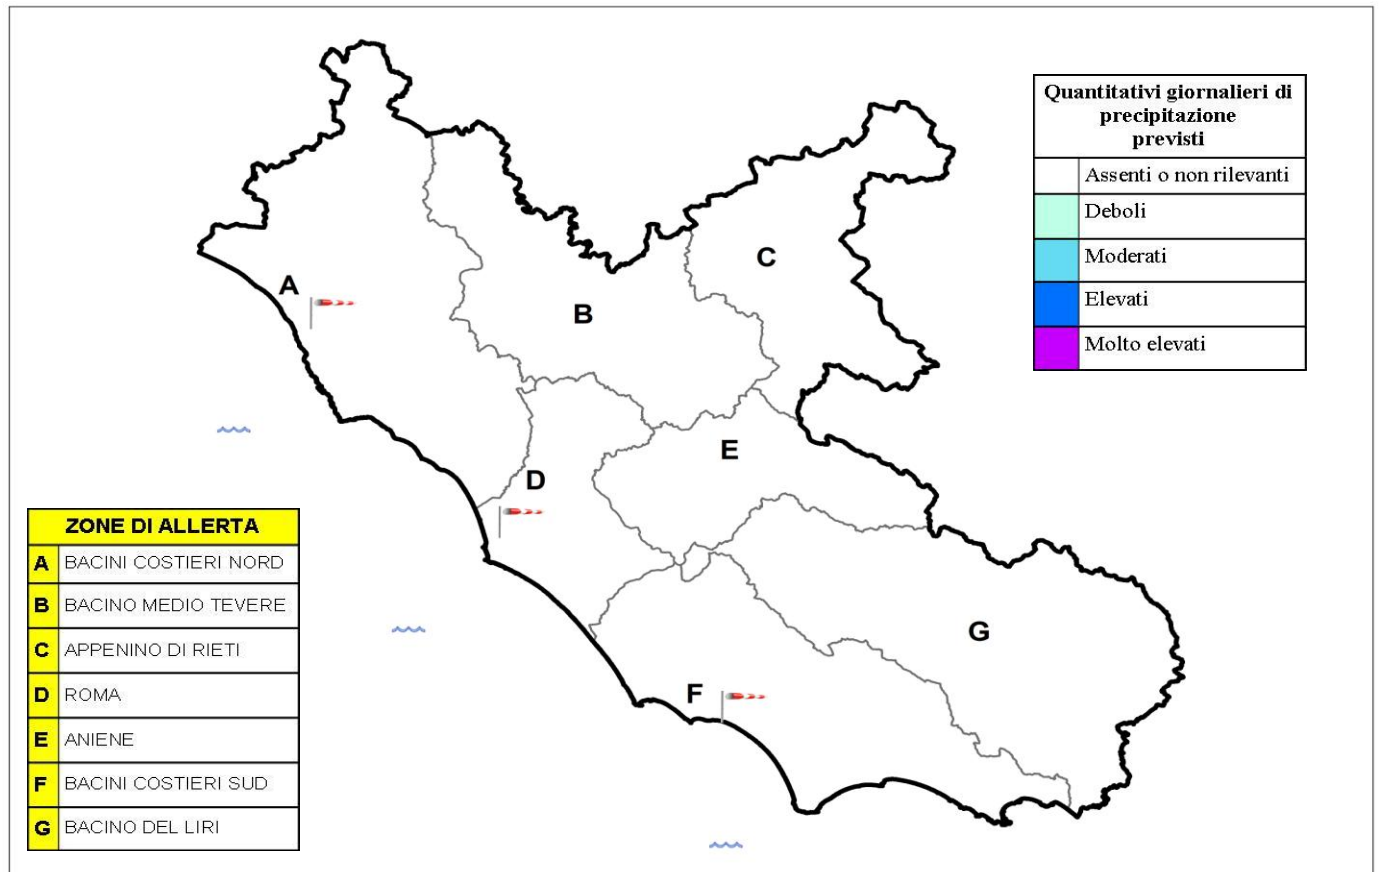 Quantitativi giornalieri di
precipitazione
previsti
Assenti o non rilevanti
Deboli
Moderati
Elevati
Molto elevati
A
B
C
D
E
F
G
ZONE DI ALLERTA
A BACINI COSTIERI NORD
B BACINO MEDIO TEVERE
C APPENINO DI RIETI
D ROMA
E ANIENE
F BACINI COSTIERI SUD
G BACINO DEL LIRI